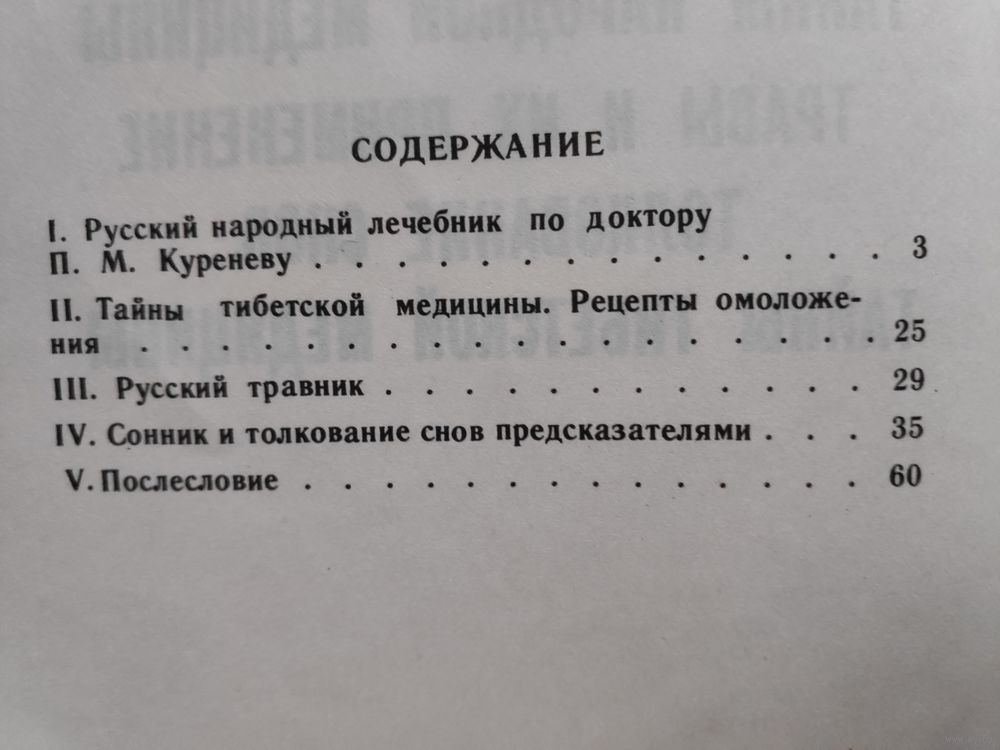 СОДЕРЖАНИЕ
I. Русский народный лечебник по доктору
П. М. Куреневу . . . . . . . . . . . . . . 3
II. Тайны тибетской медицины. Рецепты омоложе-
ния . . . . . . . . . . . . . . . . . . 25
III. Русский травник . . . . . . . . . . . . 29
IV. Сонник и толкование снов предсказателями . . . 35
V. Послесловие . . . . . . . . . . . . . . 60